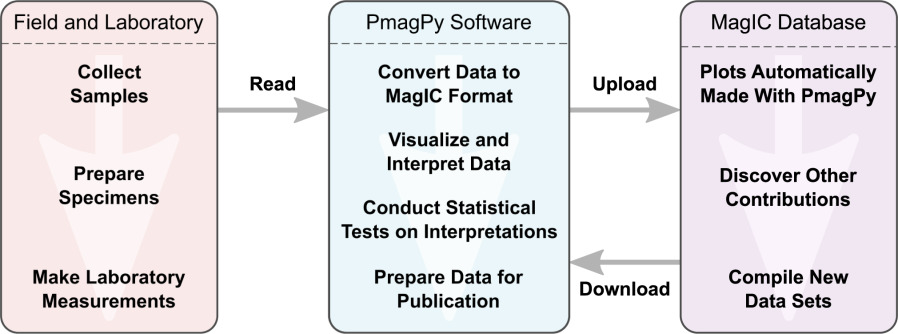 Field and Laboratory
Collect
Samples
Prepare
Specimens
Make Laboratory
Measurements
Read
PmagPy Software
Convert Data to
MagIC Format
Visualize and
Interpret Data
Conduct Statistical
Tests on Interpretations
Prepare Data for
Publication
Upload
Download
MagIC Database
Plots Automatically
Made With PmagPy
Discover Other
Contributions
Compile New
Data Sets